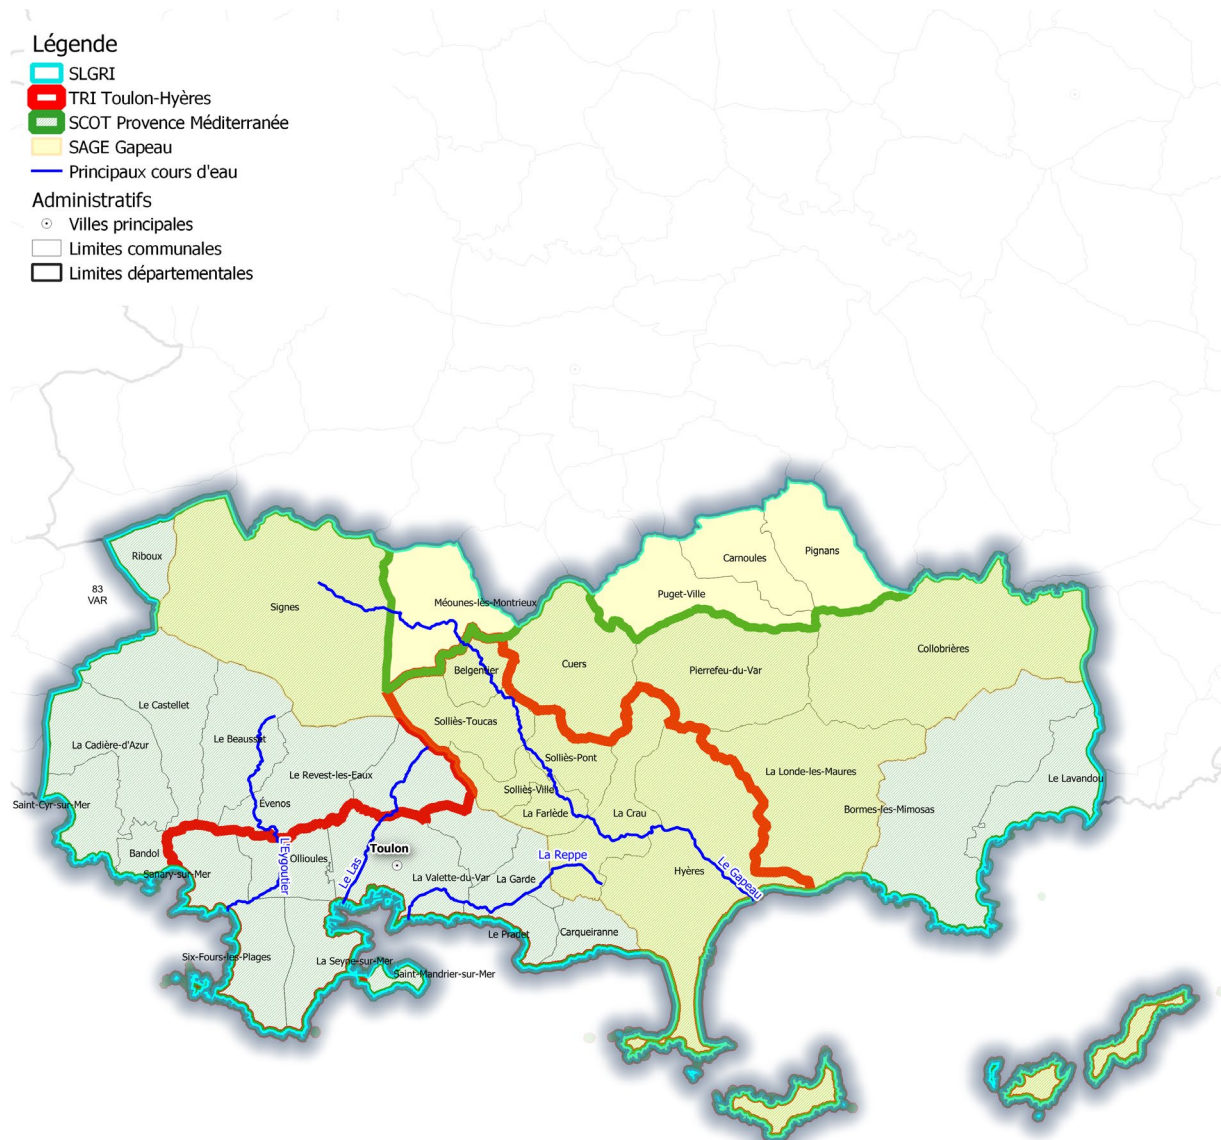 Légende
SLGRI
TRI Toulon-Hyères
SCOT Provence Méditerranée
SAGE Gapeau
Principaux cours d'eau
Administratifs
Villes principales
Limites communales
Limites départementales
Pignans
Carnoules
Riboux
83
VAR
Puget-Ville
Méounes-lès-Montrieux
Signes
Collobrières
Cuers
Belgentier
Pierrefeu-du-Var
Le Castellet
Solliès-Toucas
Le Beausset
La Cadière-d'Azur
Solliès-Pont
La Londe-les-Maures
Le Revest-les-Eaux
Le Lavandou
Solliès-Ville
Saint-Cyr-sur-Mer
Évenos
Bormes-les-Mimosas
La Farlède
La Crau
Toulon
Bandol
Ollioules
La Reppe
L'Eygoutier
Le Las
Sanary-sur-Mer
Hyères
Le Gapeau
La Valette-du-Var
La Garde
Le Pradet
Carqueiranne
Six-Fours-les-Plages
La Seyne-sur-Mer
Saint-Mandrier-sur-Mer